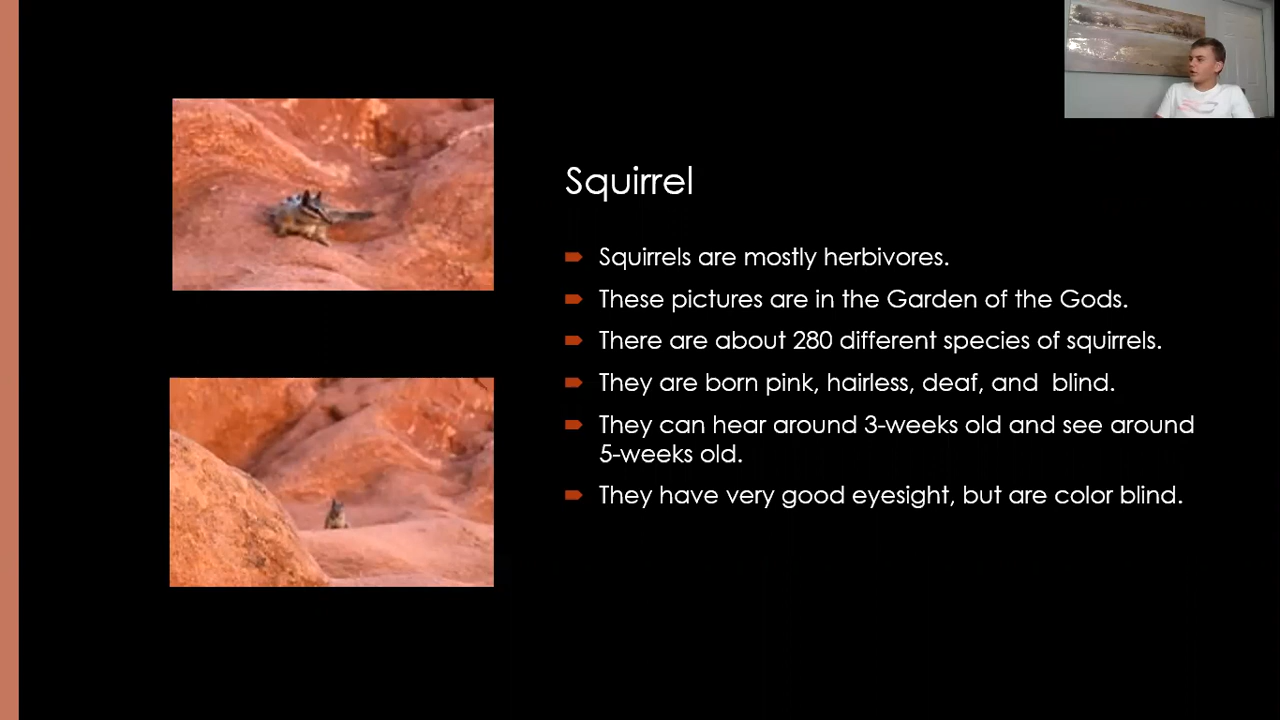 Squirrel
Squirrels are mostly herbivores.
These pictures are in the Garden of the Gods.
There are about 280 different species of squirrels.
They are born pink, hairless, deaf, and  blind.
They can hear around 3-weeks old and see around
5-weeks old.
They have very good eyesight, but are color blind.